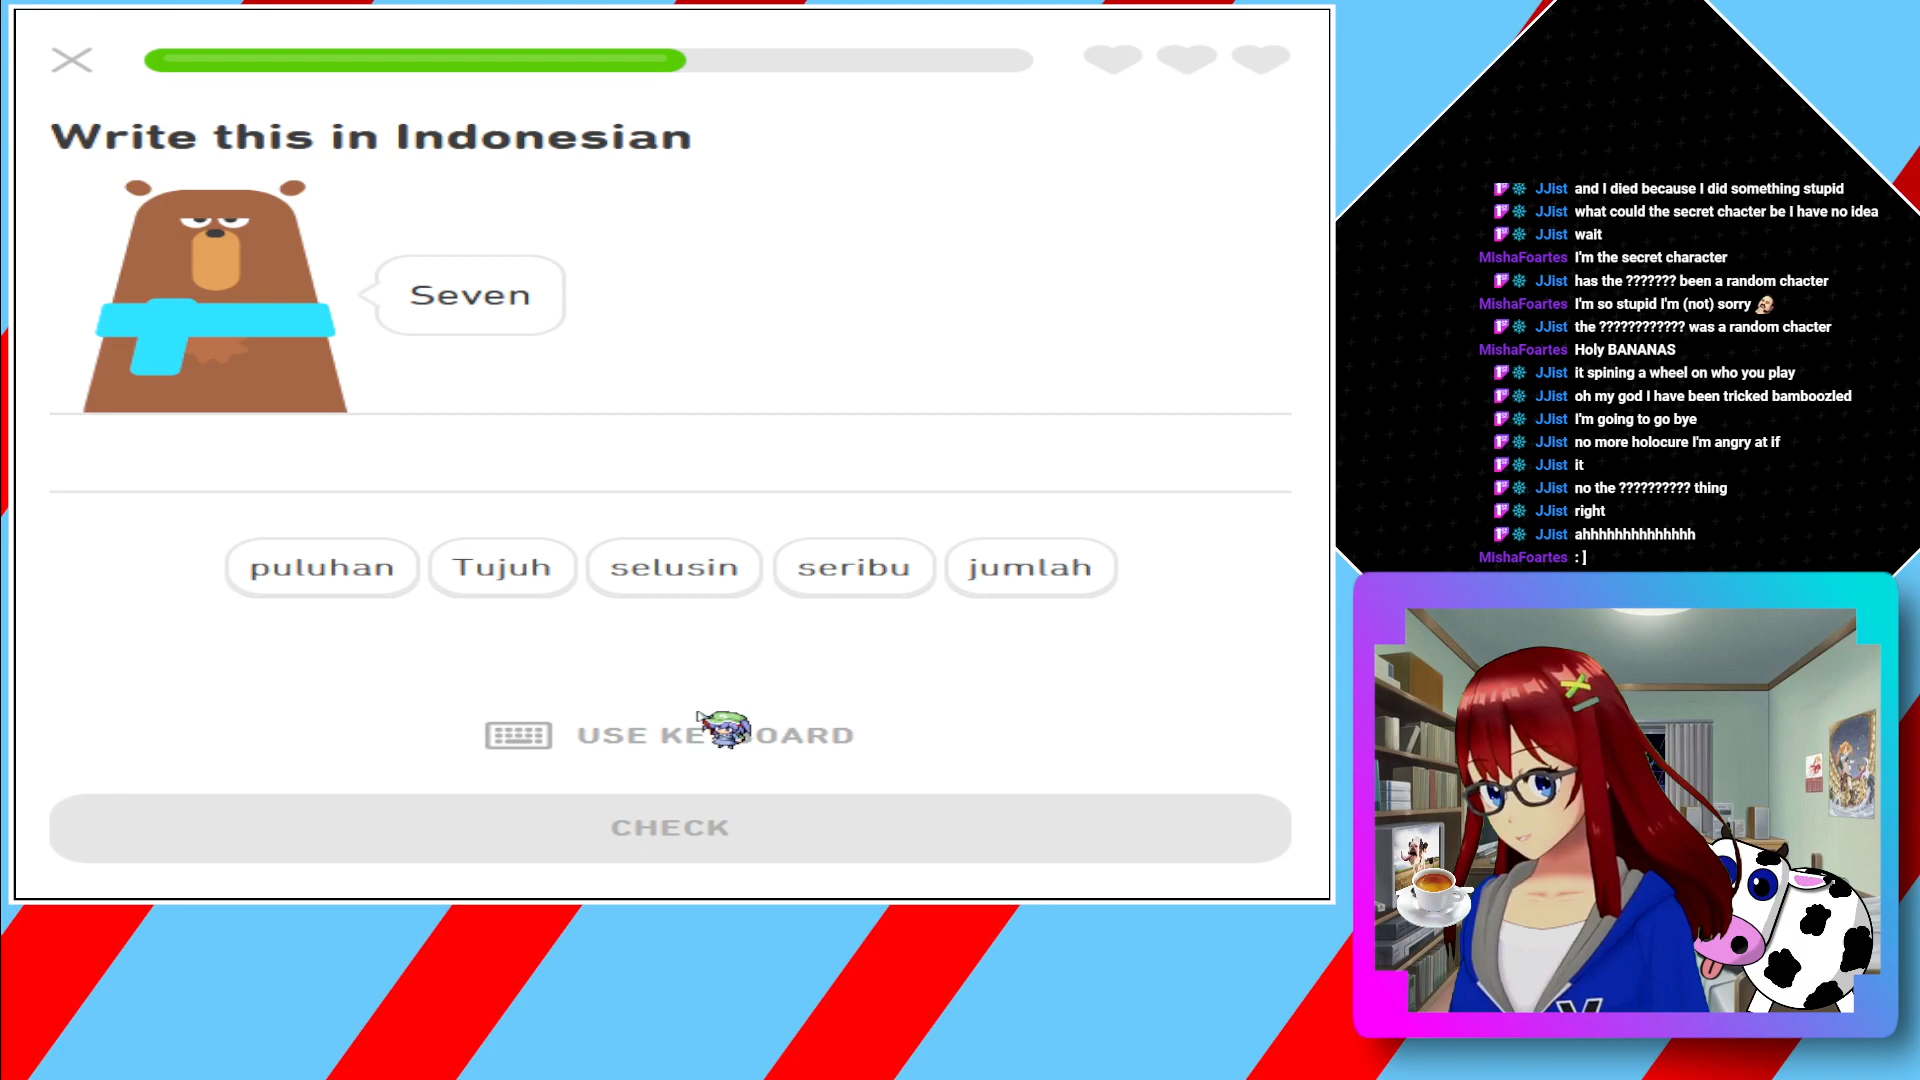 Write this in Indonesian
Seven
puluhan Tujuh selusin seribu jumlah
USE KE OARD
CHECK
JJist and I died because I did something stupid
JJist what could the secret chacter be I have no idea
JJist wait
MishaFoartes I'm the secret character
JJist has the ??????? been a random chacter
MishaFoartes I'm so stupid I'm (not) sorry
JJist the ???????????? was a random chacter
MishaFoartes Holy BANANAS
JJist it spining a wheel on who you play
JJist oh my god I have been tricked bamboozled
JJist I'm going to go bye
JJist no more holocure I'm angry at if
JJist it
JJist no the ?????????? thing
JJist right
JJist ahhhhhhhhhhhhhh
MishaFoartes : ]